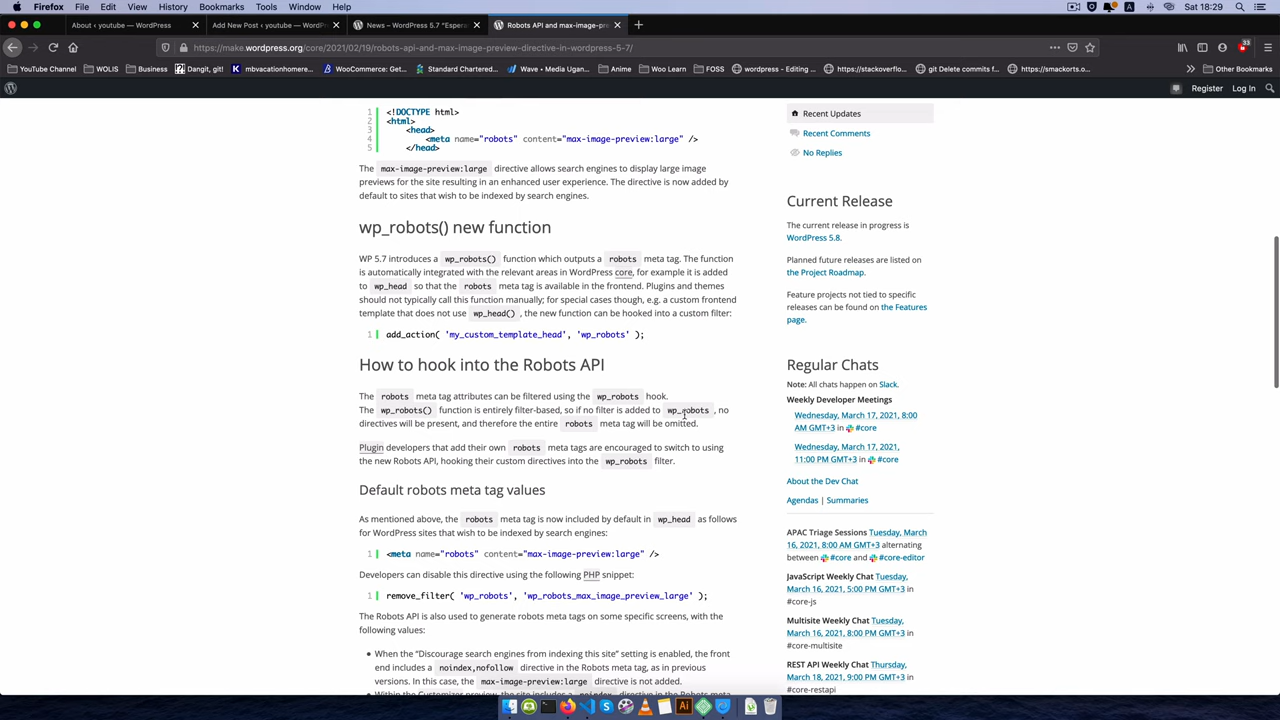 Firefox File Edit View History Bookmarks Tools Window Help Sat 18:29
About ‹ youtube — WordPress
Add New Post ‹ youtube — WordPress
News – WordPress 5.7 "Esperan
Robots API and max-image-pre
https://make.wordpress.org/core/2021/02/19/robots-api-and-max-image-preview-directive-in-wordpress-5-7/
33
YouTube Channel WOLIS Business Dangit, git! mbvacationhome... WooCommerce: Get... Standard Chartered... Wave • Media Ugan... Anime Woo Learn FOSS wordpress - Editing ... https://stackoverflo... git Delete commits f... https://smackorts.o... Other Bookmarks
Register Log In
1 <!DOCTYPE html>
2 <html>
3 <head>
4 <meta name="robots" content="max-image-preview:large" />
5 </head>
The max-image-preview:large directive allows search engines to display large image
previews for the site resulting in an enhanced user experience. The directive is now added by
default to sites that wish to be indexed by search engines.
wp_robots() new function
WP 5.7 introduces a wp_robots() function which outputs a robots meta tag. The function
is automatically integrated with the relevant areas in WordPress core, for example it is added
to wp_head so that the robots meta tag is available in the frontend. Plugins and themes
should not typically call this function manually; for special cases though, e.g. a custom frontend
template that does not use wp_head(), the new function can be hooked into a custom filter:
1 add_action( 'my_custom_template_head', 'wp_robots' );
How to hook into the Robots API
The robots meta tag attributes can be filtered using the wp_robots hook.
The wp_robots() function is entirely filter-based, so if no filter is added to wp_robots, no
directives will be present, and therefore the entire robots meta tag will be omitted.
Plugin developers that add their own robots meta tags are encouraged to switch to using
the new Robots API, hooking their custom directives into the wp_robots filter.
Default robots meta tag values
As mentioned above, the robots meta tag is now included by default in wp_head as follows
for WordPress sites that wish to be indexed by search engines:
1 <meta name="robots" content="max-image-preview:large" />
Developers can disable this directive using the following PHP snippet:
1 remove_filter( 'wp_robots', 'wp_robots_max_image_preview_large' );
The Robots API is also used to generate robots meta tags on some specific screens, with the
following values:
When the "Discourage search engines from indexing this site" setting is enabled, the front
end includes a noindex,nofollow directive in the Robots meta tag, as in previous
versions. In this case, the max-image-preview:large directive is not added.
Within the Customizer preview, the site includes a noindex directive in the Robots meta
Recent Updates
Recent Comments
No Replies
Current Release
The current release in progress is
WordPress 5.8.
Planned future releases are listed on
the Project Roadmap.
Feature projects not tied to specific
releases can be found on the Features
page.
Regular Chats
Note: All chats happen on Slack.
Weekly Developer Meetings
Wednesday, March 17, 2021, 8:00
AM GMT+3 in #core
Wednesday, March 17, 2021,
11:00 PM GMT+3 in #core
About the Dev Chat
Agendas | Summaries
APAC Triage Sessions Tuesday, March
16, 2021, 8:00 AM GMT+3 alternating
between #core and #core-editor
JavaScript Weekly Chat Tuesday,
March 16, 2021, 5:00 PM GMT+3 in
#core-js
Multisite Weekly Chat Tuesday,
March 16, 2021, 8:00 PM GMT+3 in
#core-multisite
REST API Weekly Chat Thursday,
March 18, 2021, 9:00 PM GMT+3 in
#core-restapi